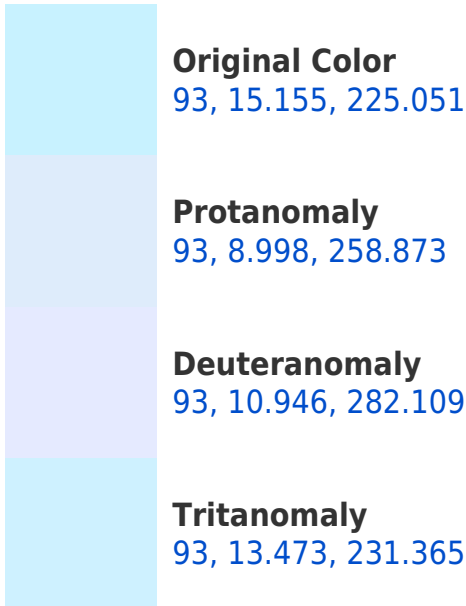 Original Color
93, 15.155, 225.051
Protanomaly
93, 8.998, 258.873
Deuteranomaly
93, 10.946, 282.109
Tritanomaly
93, 13.473, 231.365